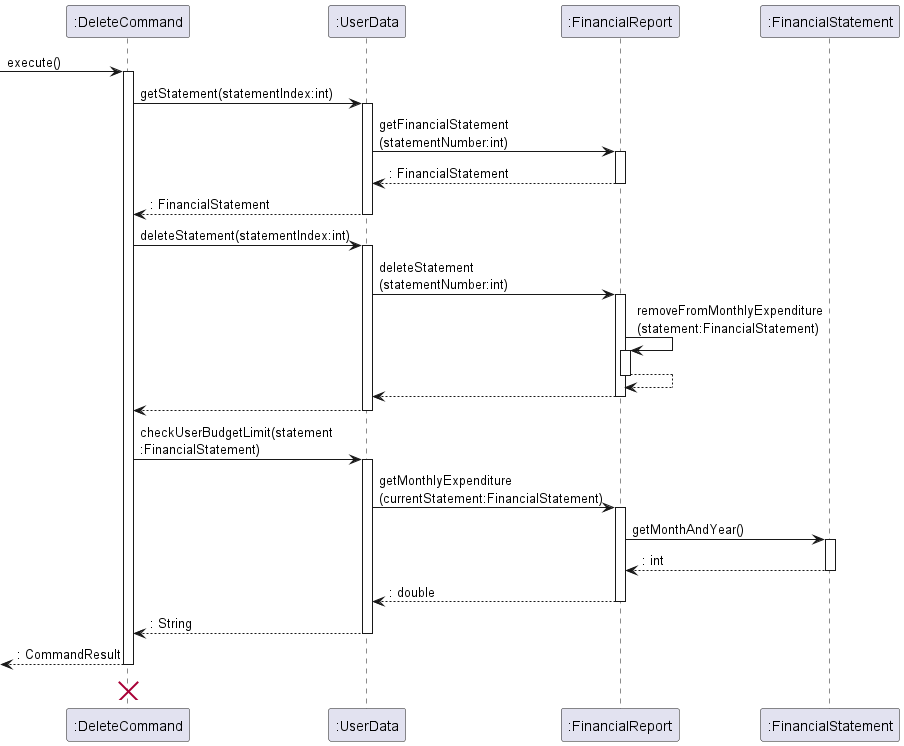 :DeleteCommand
:UserData
:FinancialReport
:FinancialStatement
execute()
getStatement(statementIndex:int)
getFinancialStatement
(statementNumber:int)
: FinancialStatement
: FinancialStatement
deleteStatement(statementIndex:int)
deleteStatement
(statementNumber:int)
removeFromMonthlyExpenditure
(statement:FinancialStatement)
checkUserBudgetLimit(statement
:FinancialStatement)
getMonthlyExpenditure
(currentStatement:FinancialStatement)
getMonthAndYear()
: int
: double
: String
: CommandResult
:DeleteCommand
:UserData
:FinancialReport
:FinancialStatement